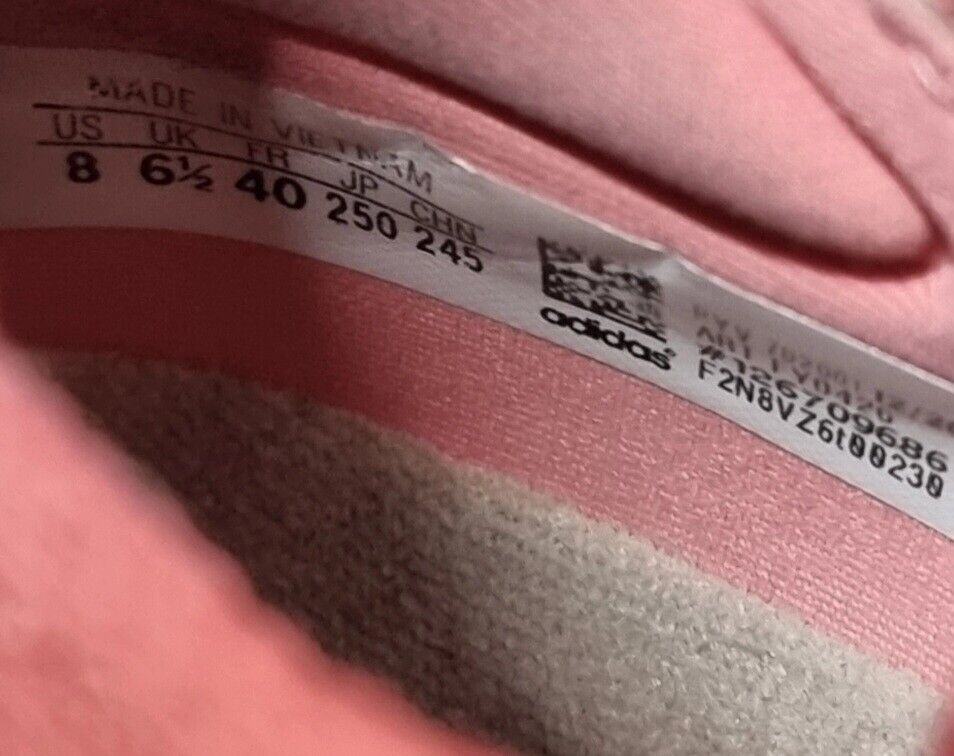 MADE IN VIETNAM
US UK FR JP CHN
8 6½ 40 250 245
adidas
#126709686
F2N8VZ6t00230